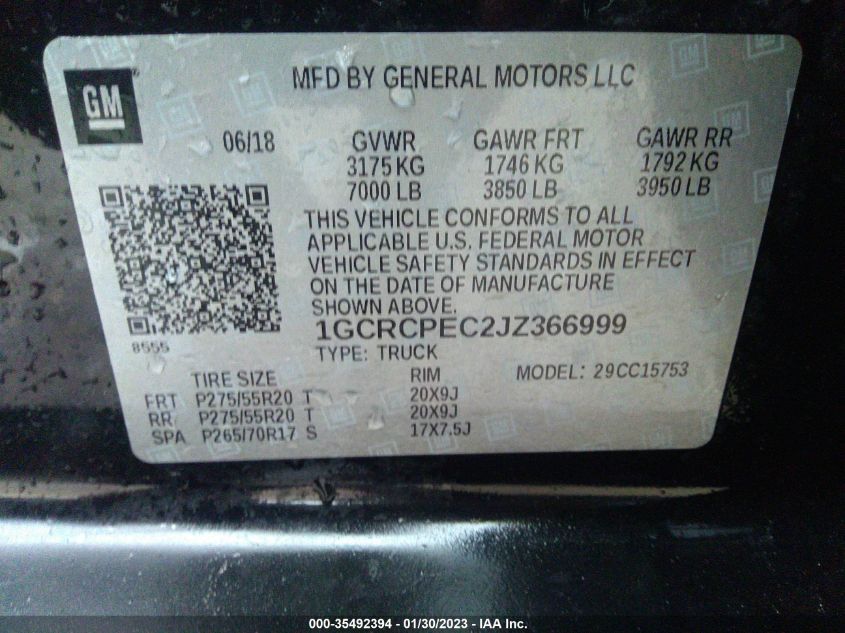 GM
MFD BY GENERAL MOTORS LLC
06/18 GVWR GAWR FRT GAWR RR
3175 KG 1746 KG 1792 KG
7000 LB 3850 LB 3950 LB
THIS VEHICLE CONFORMS TO ALL
APPLICABLE U.S. FEDERAL MOTOR
VEHICLE SAFETY STANDARDS IN EFFECT
ON THE DATE OF MANUFACTURE
SHOWN ABOVE.
1GCRCPEC2JZ366999
8555
TYPE: TRUCK
TIRE SIZE RIM MODEL: 29CC15753
FRT P275/55R20 T 20X9J
RR P275/55R20 T 20X9J
SPA P265/70R17 S 17X7.5J
000-35492394 - 01/30/2023 - IAA Inc.